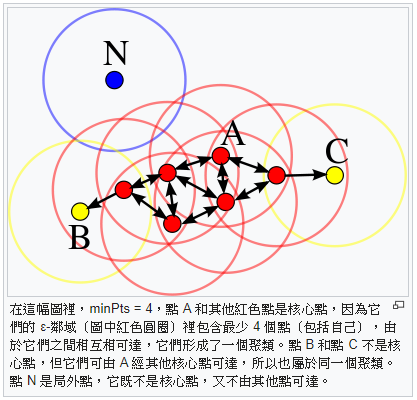 N
A
C
B
在這幅圖裡，minPts = 4，點 A 和其他紅色點是核心點，因為它
們的 ε-鄰域（圖中紅色圓圈）裡包含最少 4 個點（包括自己），由
於它們之間相互相可達，它們形成了一個聚類。點 B 和點 C 不是核
心點，但它們可由 A 經其他核心點可達，所以也屬於同一個聚類。
點 N 是局外點，它既不是核心點，又不由其他點可達。